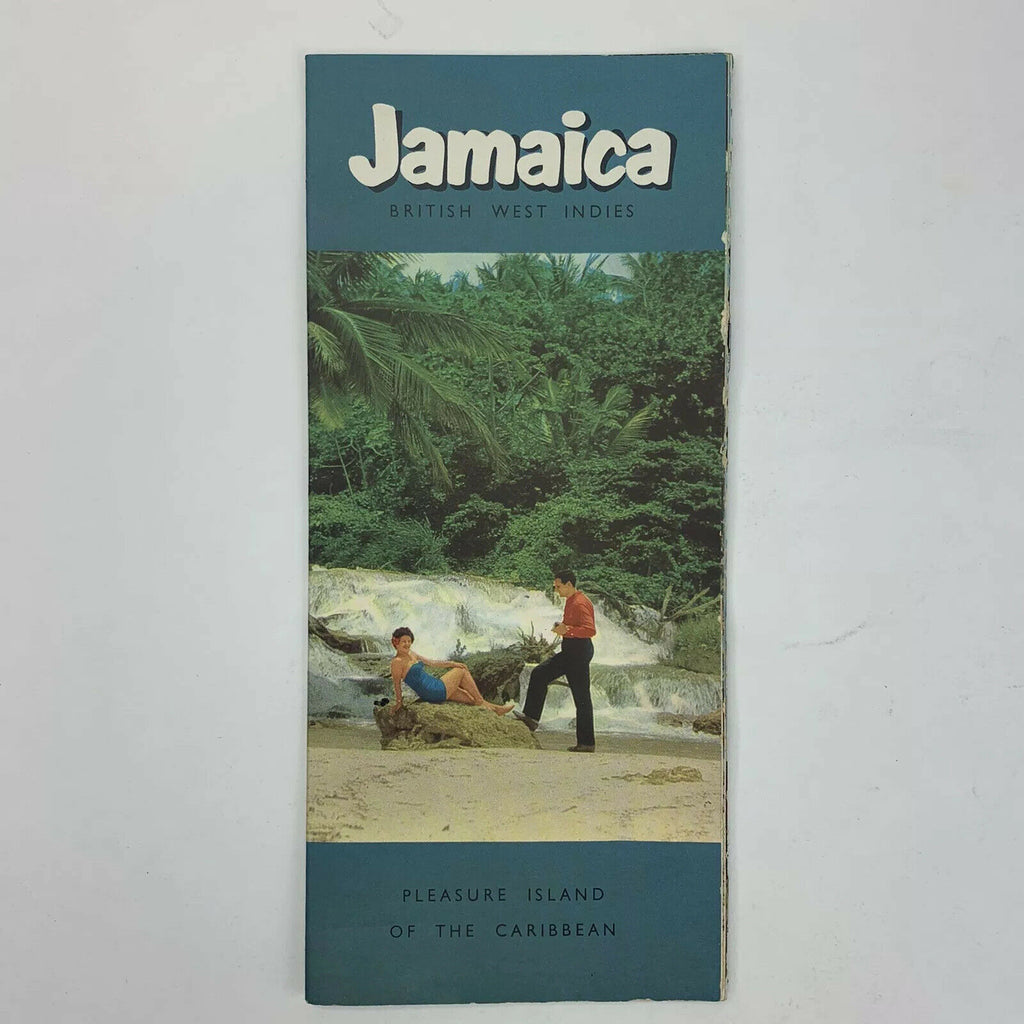 Jamaica
BRITISH WEST INDIES
PLEASURE ISLAND
OF THE CARIBBEAN